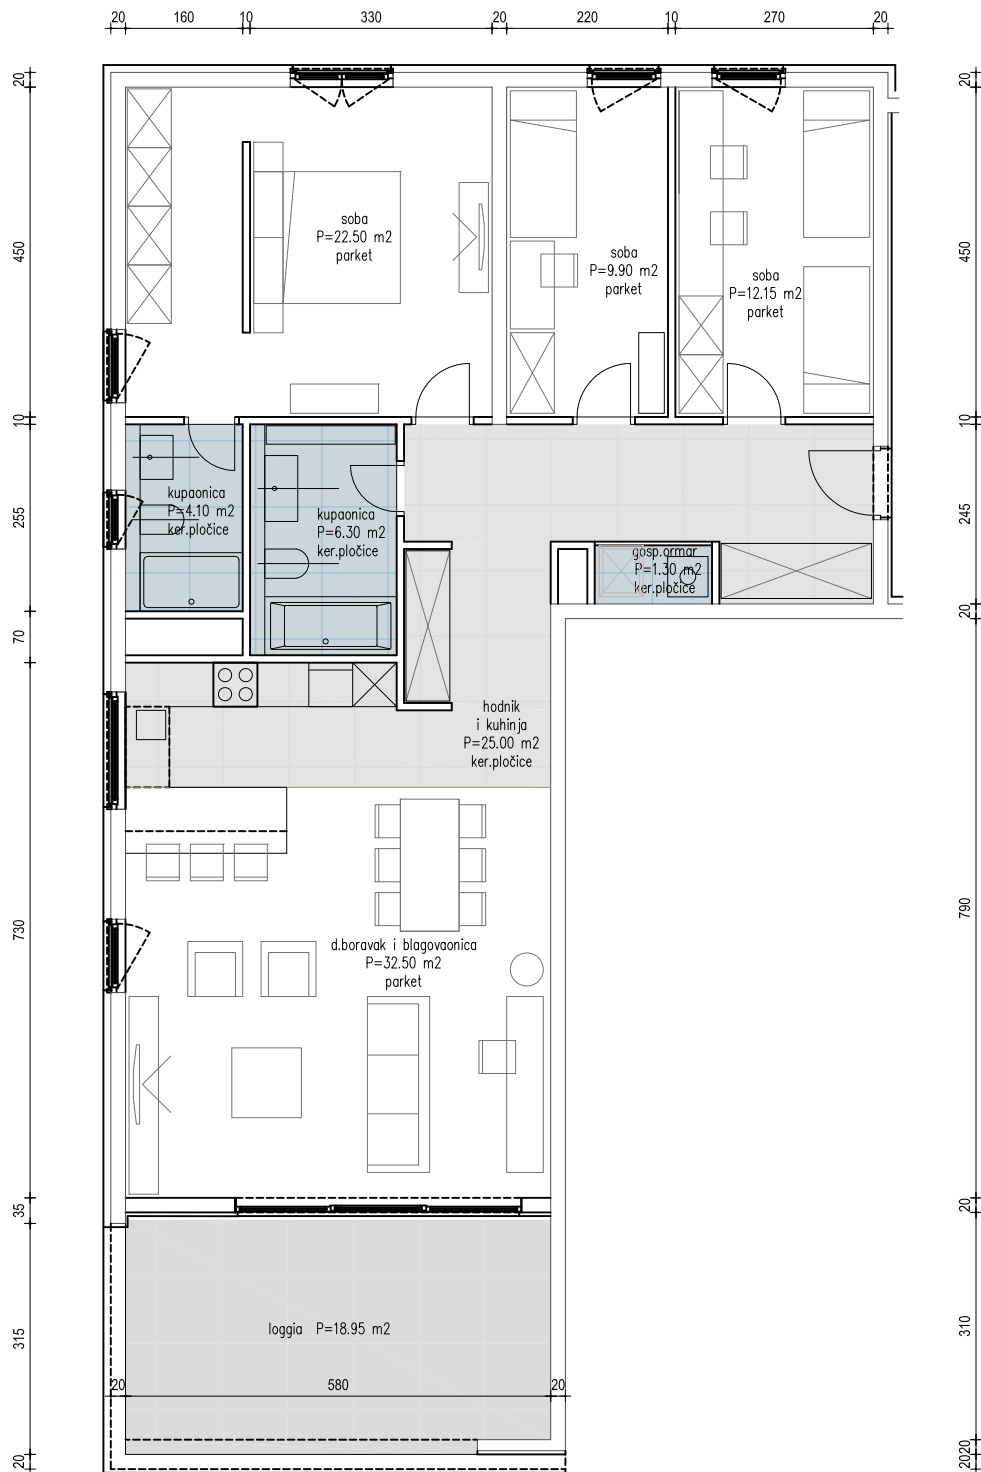 20 160 10 330 20 220 10 270 20
20
20
soba
P=22.50 m2
parket
soba
P=9.90 m2
parket
soba
P=12.15 m2
parket
450
450
10
10
kupaonica
P=4.10 m2
ker.pločice
kupaonica
P=6.30 m2
ker.pločice
gosp.ormar
P=1.30 m2
ker.pločice
255
245
20
70
hodnik
i kuhinja
P=25.00 m2
ker.pločice
d.boravak i blagovaonica
P=32.50 m2
parket
730
790
35
20
loggia P=18.95 m2
315
310
20 580 20
20
2020